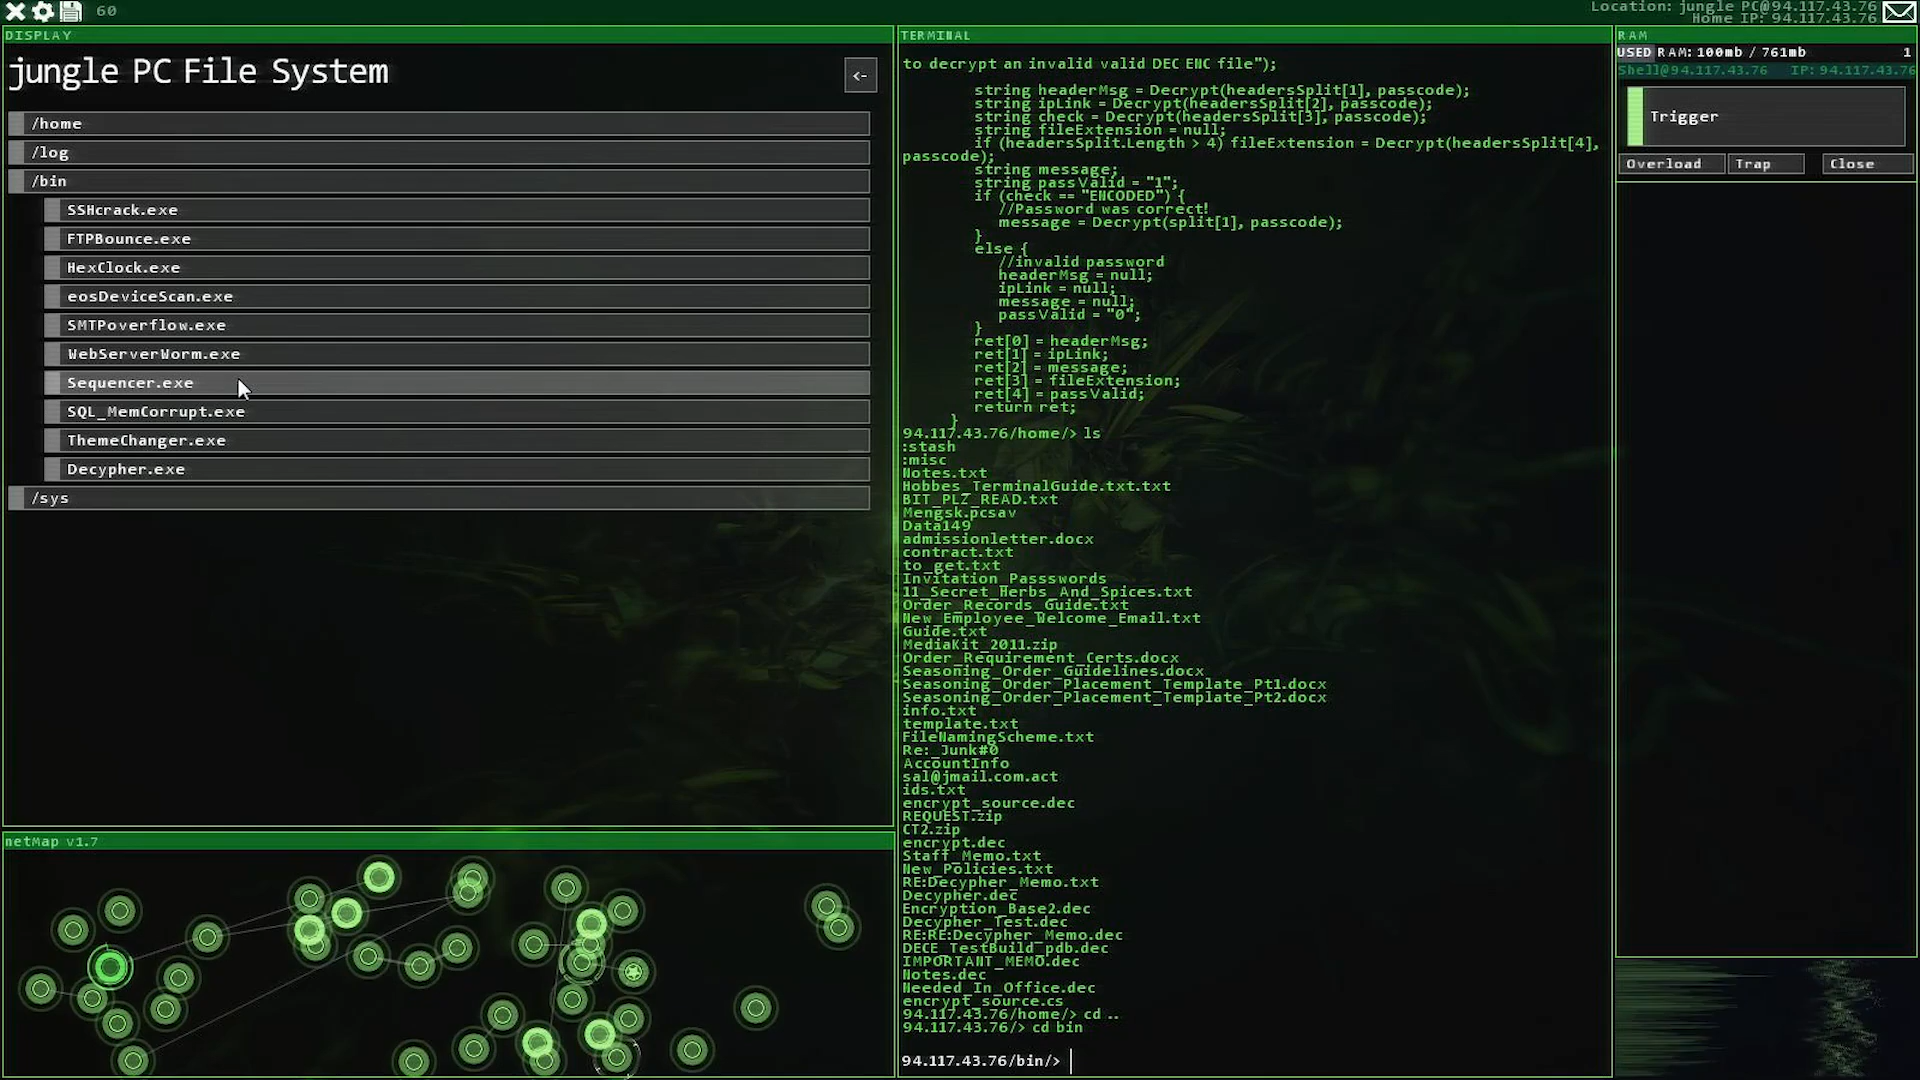 60
Location: jungle PC@94.117.43.76
Home IP: 94.117.43.76
DISPLAY
jungle PC File System
<-
/home
/log
/bin
SSHcrack.exe
FTPBounce.exe
HexClock.exe
eosDeviceScan.exe
SMTPoverflow.exe
WebServerWorm.exe
Sequencer.exe
SQL_MemCorrupt.exe
ThemeChanger.exe
Decypher.exe
/sys
netMap v1.7
TERMINAL
to decrypt an invalid valid DEC ENC file");
string headerMsg = Decrypt(headersSplit[1], passcode);
string ipLink = Decrypt(headersSplit[2], passcode);
string check = Decrypt(headersSplit[3], passcode);
string fileExtension = null;
if (headersSplit.Length > 4) fileExtension = Decrypt(headersSplit[4],
passcode);
string message;
string passValid = "1";
if (check == "ENCODED") {
//Password was correct!
message = Decrypt(split[1], passcode);
}
else {
//invalid password
headerMsg = null;
ipLink = null;
message = null;
passValid = "0";
}
ret[0] = headerMsg;
ret[1] = ipLink;
ret[2] = message;
ret[3] = fileExtension;
ret[4] = passValid;
return ret;
}
94.117.43.76/home/> ls
:stash
:misc
Notes.txt
Hobbes_TerminalGuide.txt.txt
BIT_PLZ_READ.txt
Mengsk.pcsav
Data149
admissionletter.docx
contract.txt
to_get.txt
Invitation_Passswords
11_Secret_Herbs_And_Spices.txt
Order_Records_Guide.txt
New_Employee_Welcome_Email.txt
Guide.txt
MediaKit_2011.zip
Order_Requirement_Certs.docx
Seasoning_Order_Guidelines.docx
Seasoning_Order_Placement_Template_Pt1.docx
Seasoning_Order_Placement_Template_Pt2.docx
info.txt
template.txt
FileNamingScheme.txt
Re:_Junk#0
AccountInfo
sal@jmail.com.act
ids.txt
encrypt_source.dec
REQUEST.zip
CT2.zip
encrypt.dec
Staff_Memo.txt
New_Policies.txt
RE:Decypher_Memo.txt
Decypher.dec
Encryption_Base2.dec
Decypher_Test.dec
RE:RE:Decypher_Memo.dec
DECE_TestBuild_pdb.dec
IMPORTANT_MEMO.dec
Notes.dec
Needed_In_Office.dec
encrypt_source.cs
94.117.43.76/home/> cd ..
94.117.43.76/> cd bin
94.117.43.76/bin/>
RAM
USED RAM: 100mb / 761mb 1
Shell@94.117.43.76 IP: 94.117.43.76
Trigger
Overload Trap Close